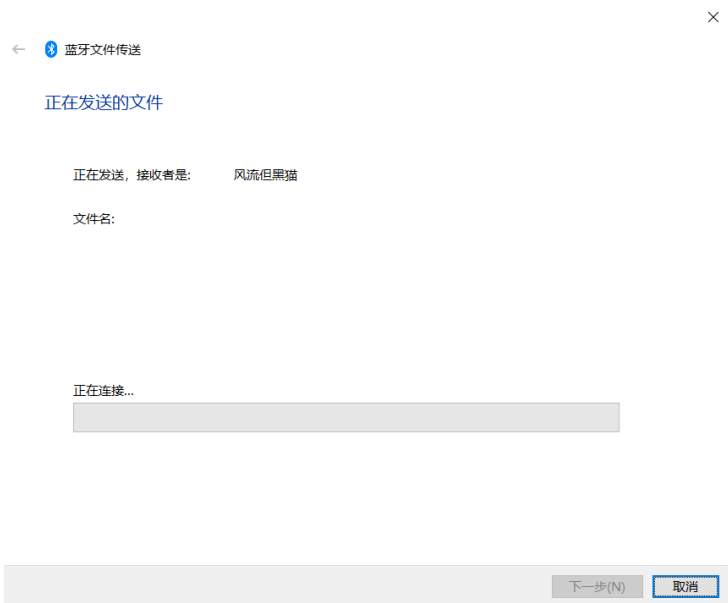 蓝牙文件传送
正在发送的文件
正在发送，接收者是: 风流但黑猫
文件名:
正在连接...
下一步(N)
取消